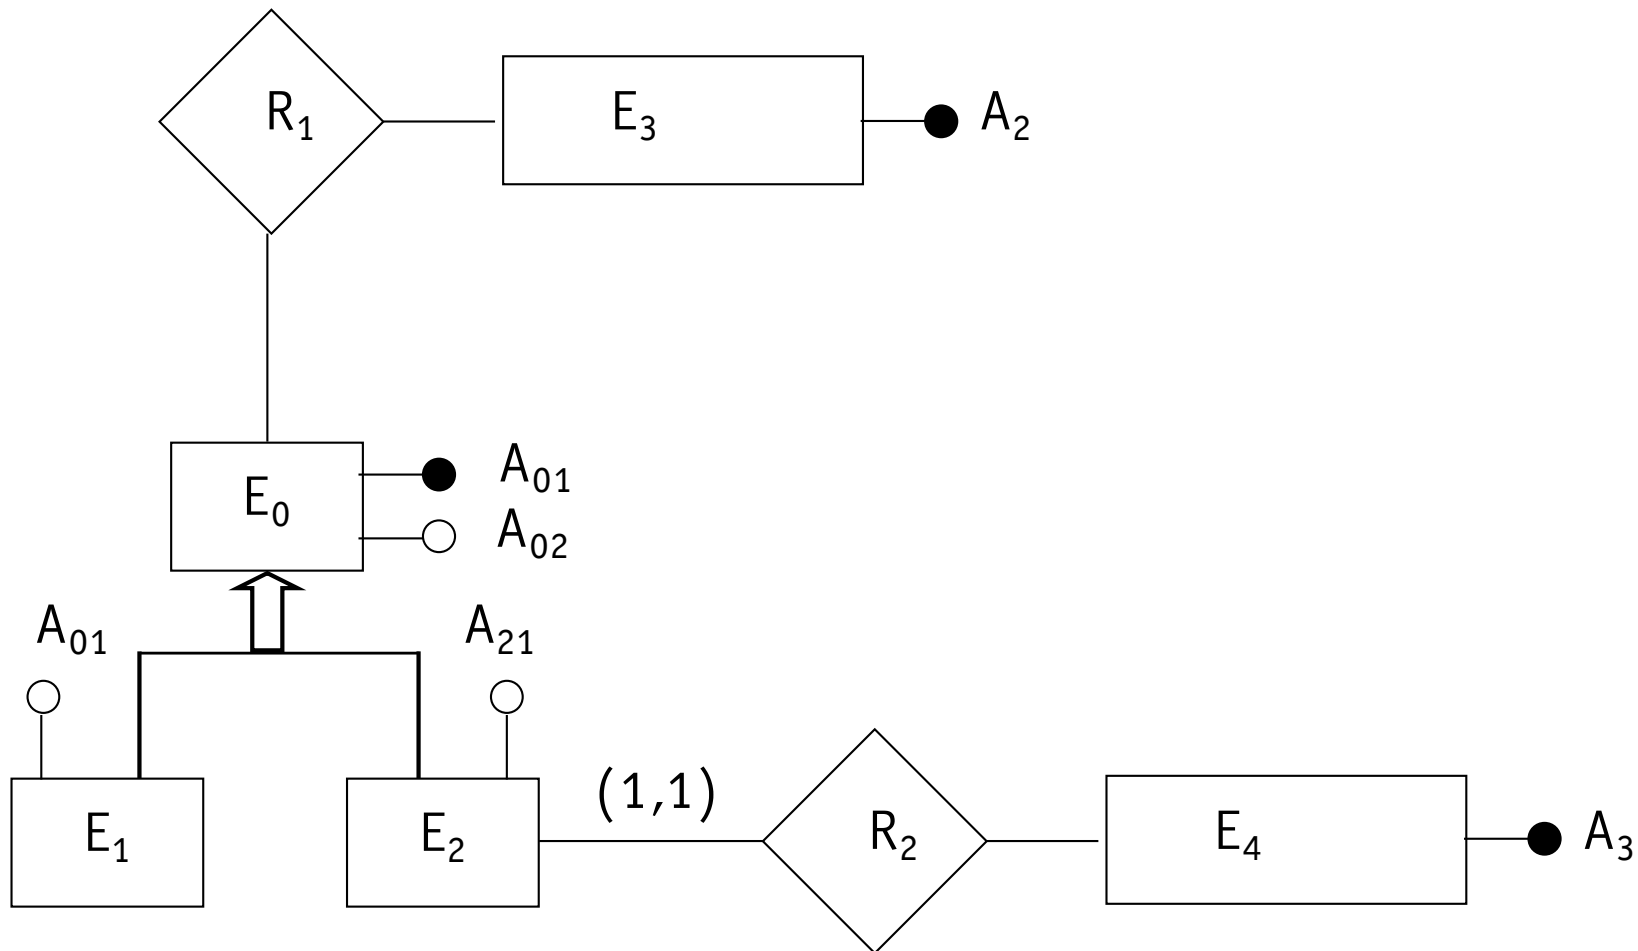 R₁
E₃
A₂
A₀₁
E₀
A₀₂
A₀₁
A₂₁
(1,1)
E₁
E₂
R₂
E₄
A₃